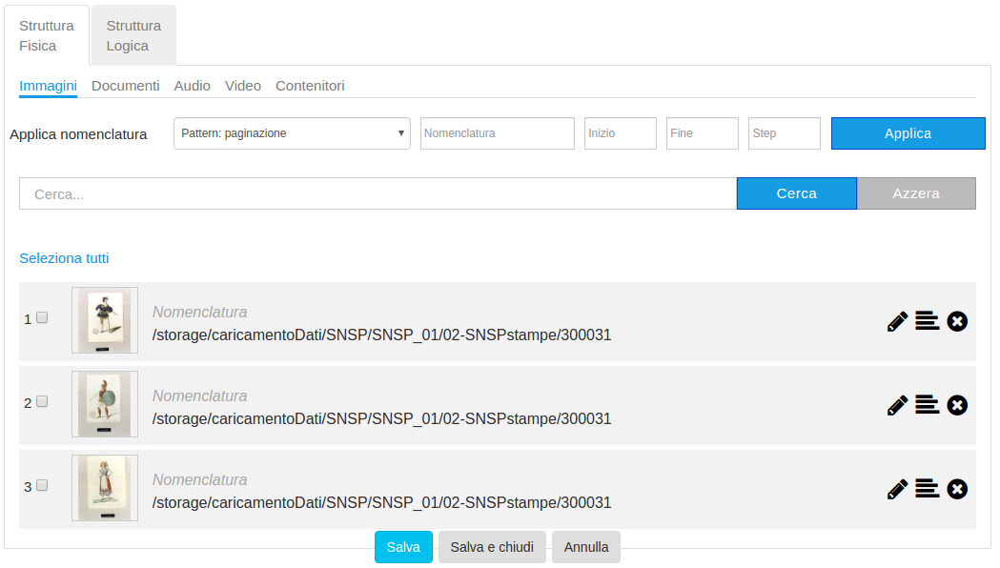 Struttura
Fisica
Struttura
Logica
Immagini Documenti Audio Video Contenitori
Applica nomenclatura Pattern: paginazione Nomenclatura Inizio Fine Step Applica
Cerca... Cerca Azzera
Seleziona tutti
1 Nomenclatura
/storage/caricamentoDati/SNSP/SNSP_01/02-SNSPstampe/300031
2 Nomenclatura
/storage/caricamentoDati/SNSP/SNSP_01/02-SNSPstampe/300031
3 Nomenclatura
/storage/caricamentoDati/SNSP/SNSP_01/02-SNSPstampe/300031
Salva Salva e chiudi Annulla